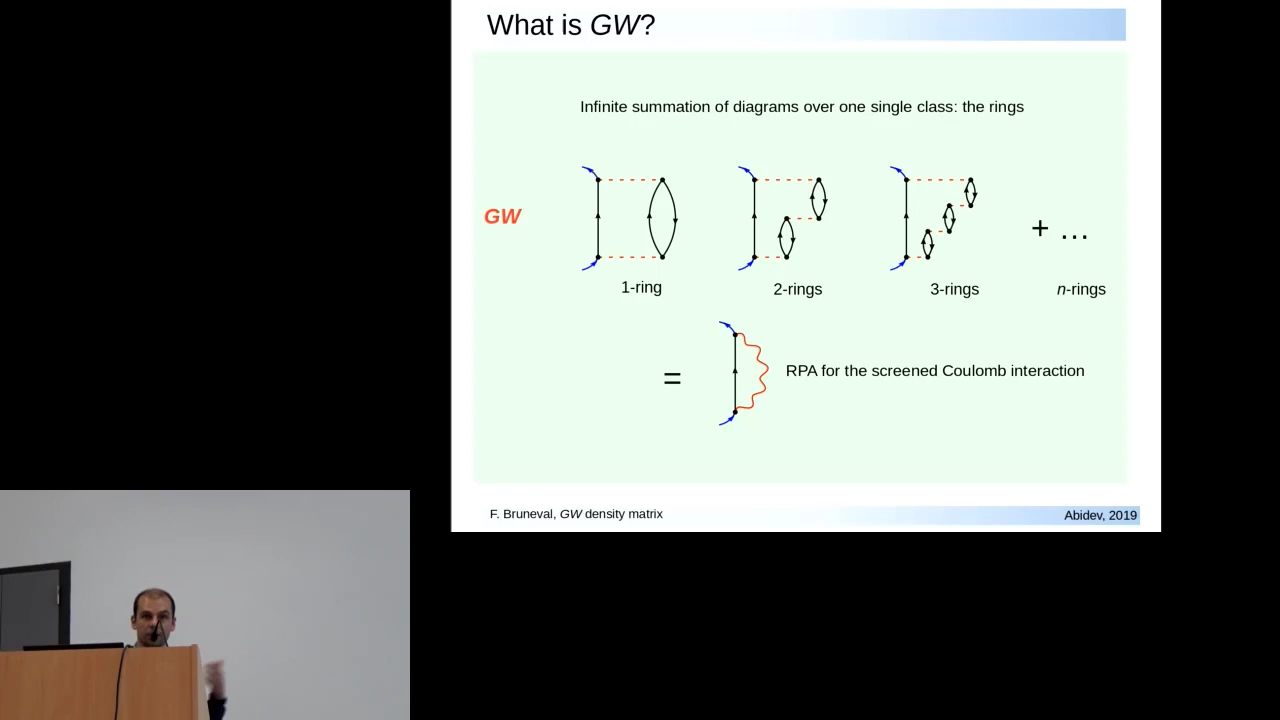 What is GW?
Infinite summation of diagrams over one single class: the rings
GW
+ ...
1-ring
2-rings
3-rings
n-rings
=
RPA for the screened Coulomb interaction
F. Bruneval, GW density matrix
Abidev, 2019